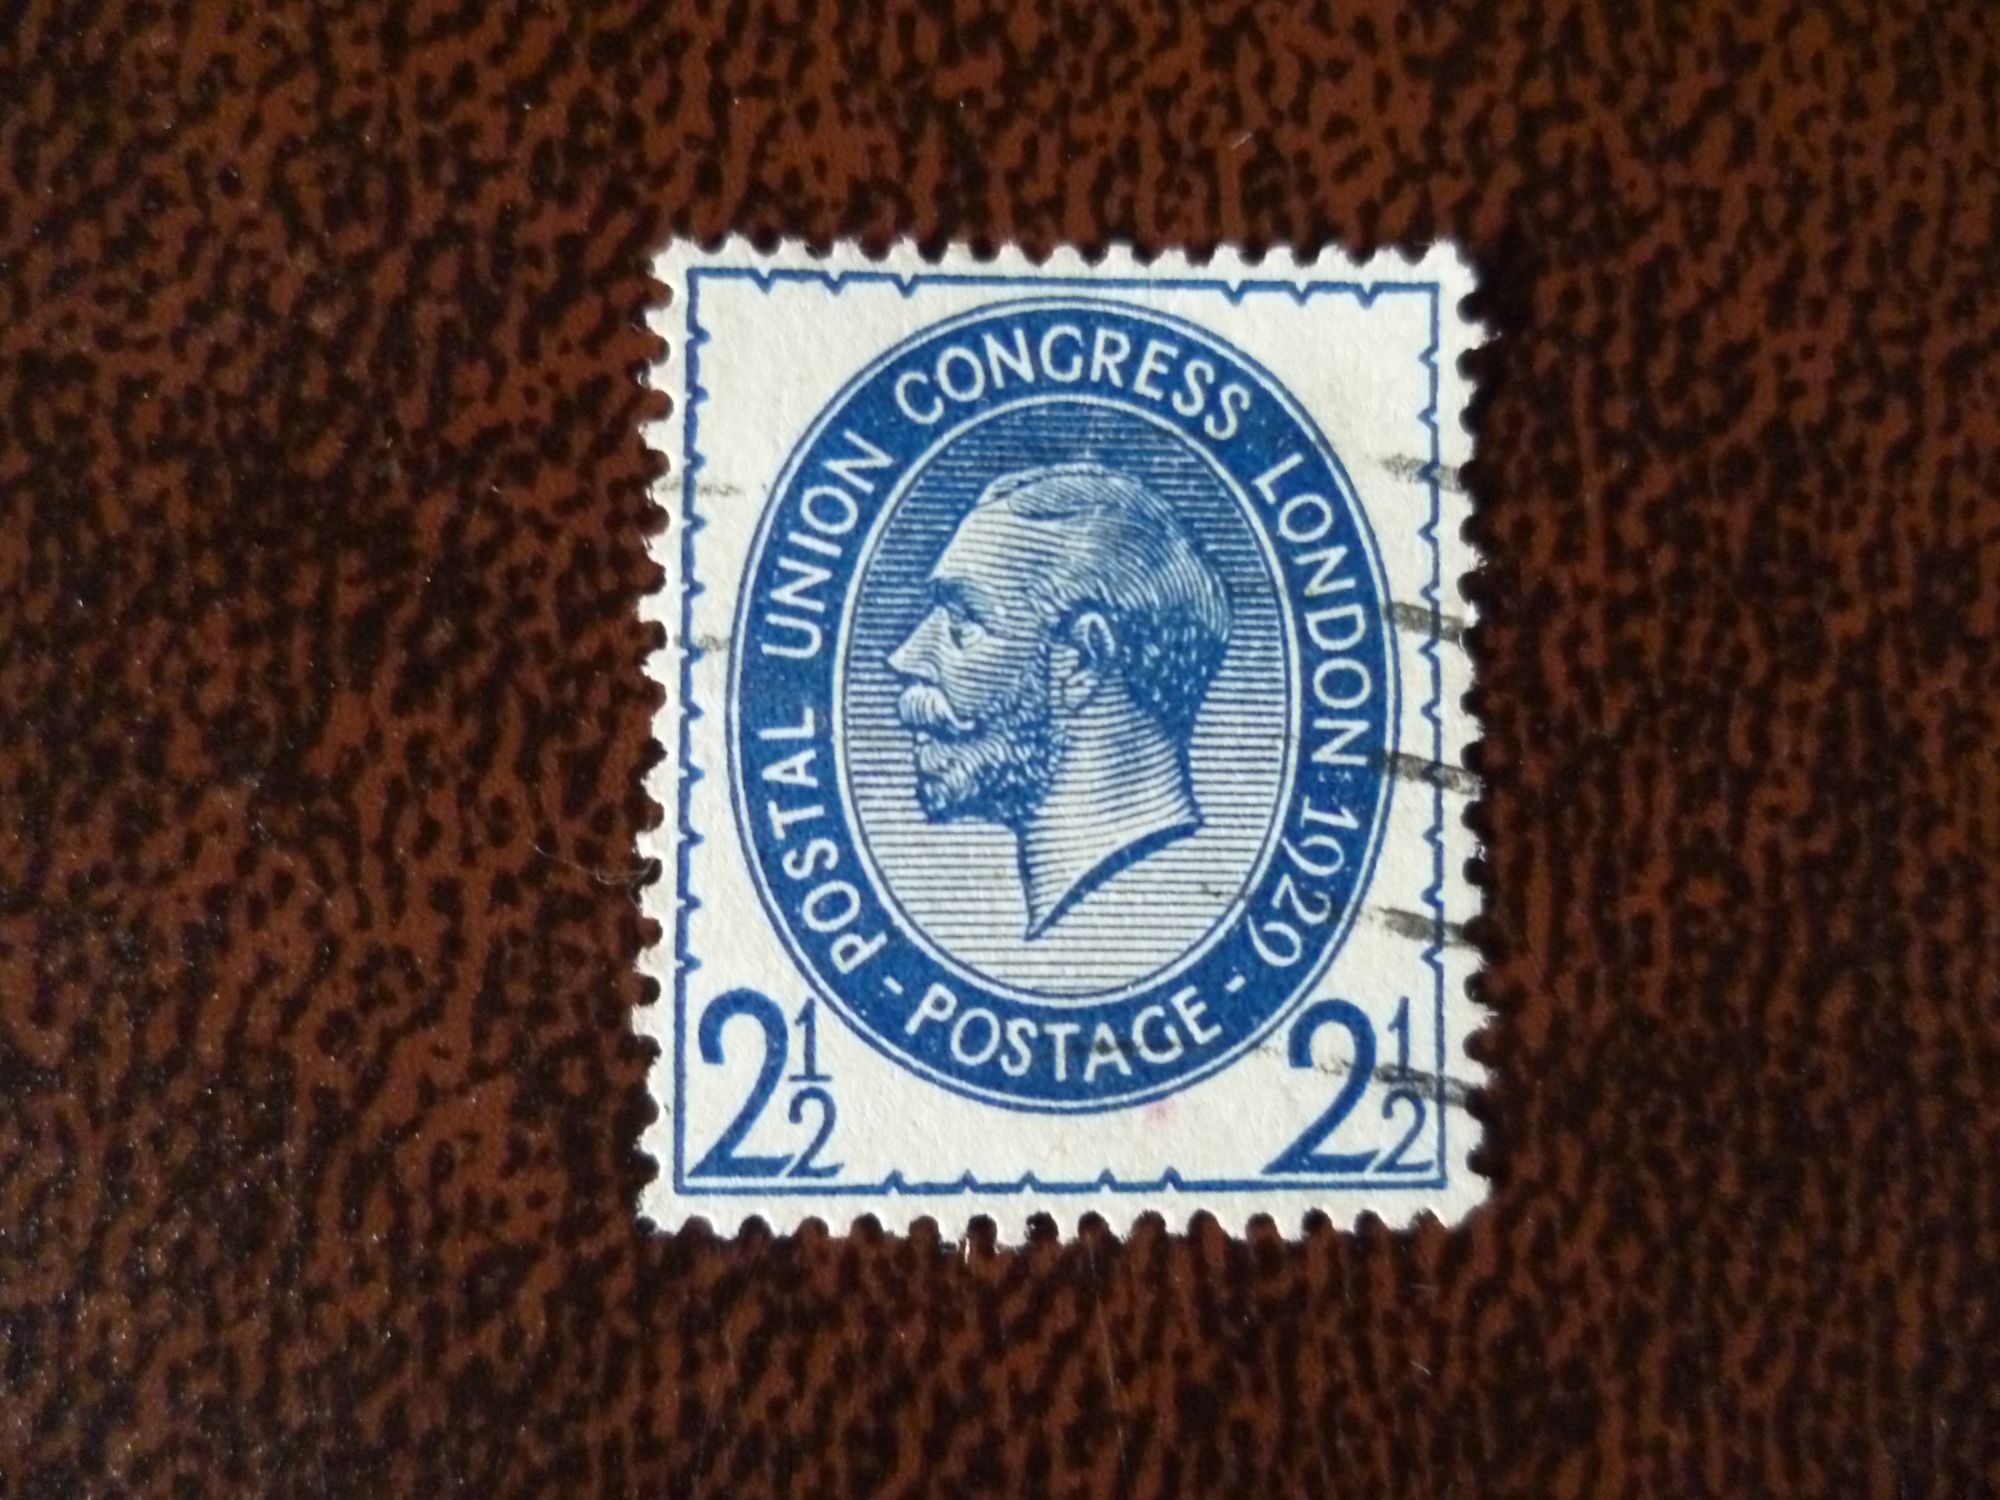 POSTAL UNION CONGRESS LONDON 1929
- POSTAGE -
2½ 2½